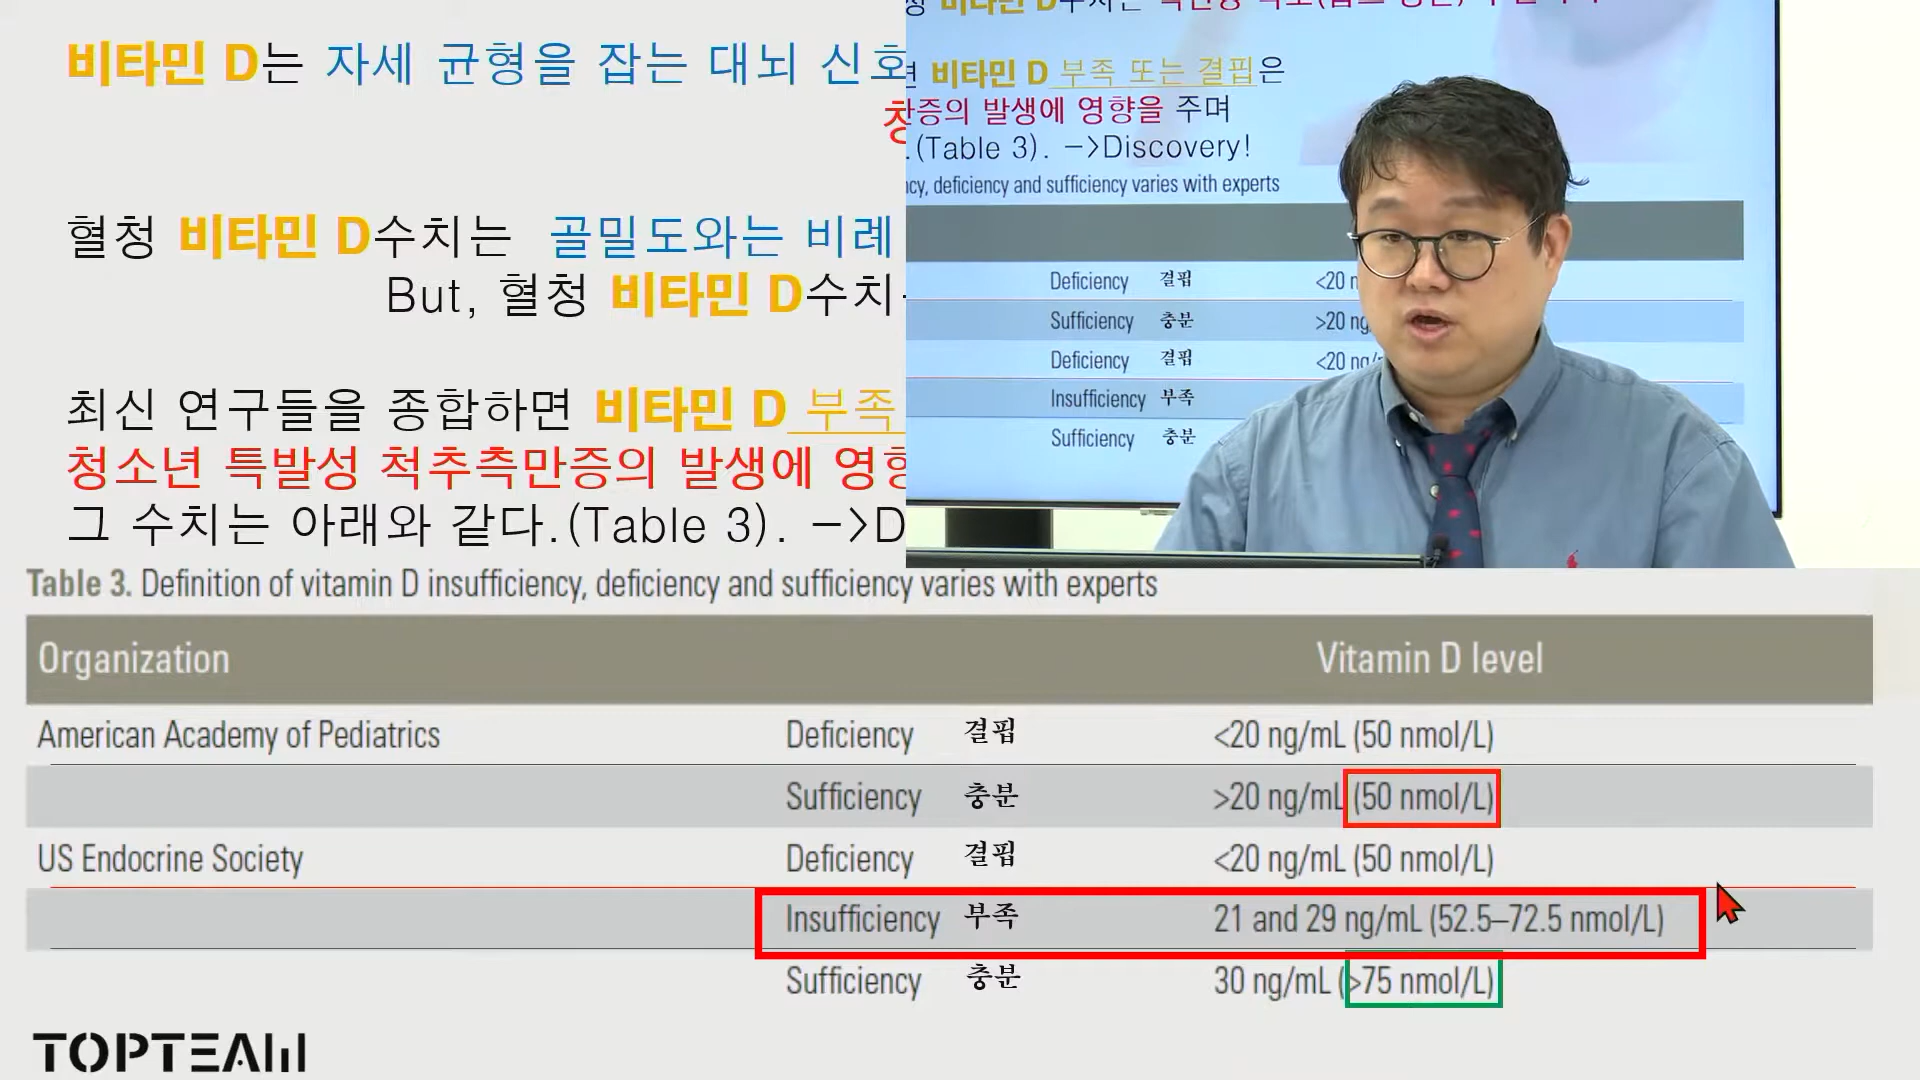 비타민 D는 자세 균형을 잡는 대뇌 신호
혈청 비타민 D수치는 골밀도와는 비례
But, 혈청 비타민 D수치
최신 연구들을 종합하면 비타민 D 부족
청소년 특발성 척추측만증의 발생에 영향
그 수치는 아래와 같다.(Table 3). ->D
비타민 D 부족 또는 결핍은
증의 발생에 영향을 주며
.(Table 3). ->Discovery!
deficiency and sufficiency varies with experts
Deficiency 결핍 <20
Sufficiency 충분 >20 ng
Deficiency 결핍 <20 ng/
Insufficiency 부족
Sufficiency 충분
Table 3. Definition of vitamin D insufficiency, deficiency and sufficiency varies with experts
Organization Vitamin D level
American Academy of Pediatrics Deficiency 결핍 <20 ng/mL (50 nmol/L)
Sufficiency 충분 >20 ng/mL (50 nmol/L)
US Endocrine Society Deficiency 결핍 <20 ng/mL (50 nmol/L)
Insufficiency 부족 21 and 29 ng/mL (52.5–72.5 nmol/L)
Sufficiency 충분 30 ng/mL (>75 nmol/L)
TOPTEAM